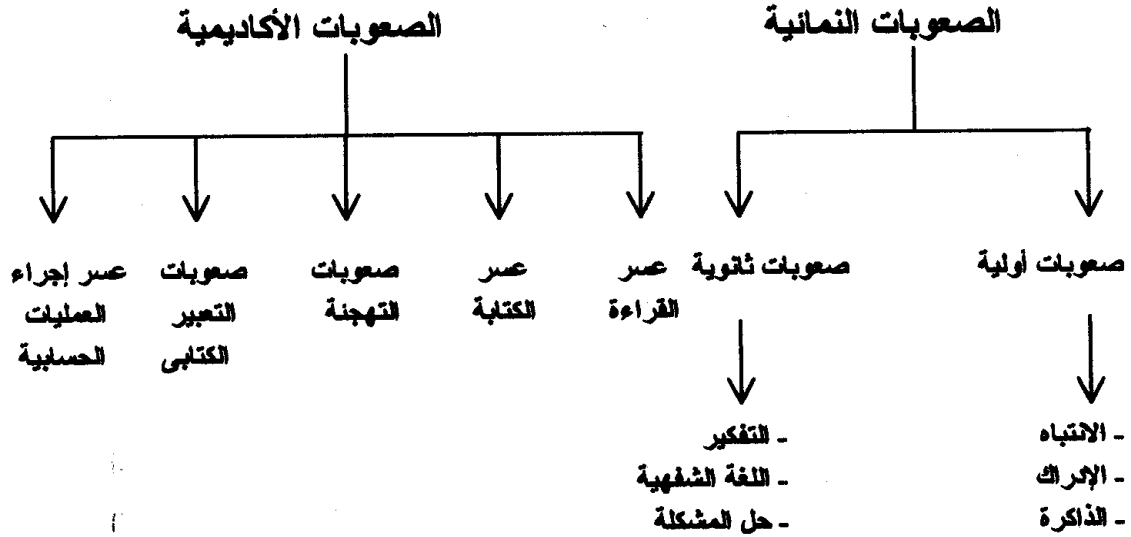 الصعوبات النمائية
الصعوبات الأكاديمية
صعوبات أولية
صعوبات ثانوية
عسر
القراءة
عسر
الكتابة
صعوبات
التهجئة
صعوبات
التعبير
الكتابى
عسر إجراء
العمليات
الحسابية
- الانتباه
- الإدراك
- الذاكرة
- التفكير
- اللغة الشفهية
- حل المشكلة